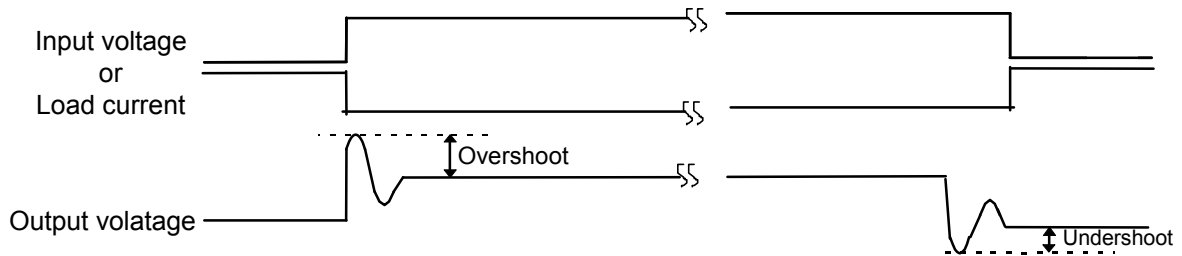 Input voltage
or
Load current
Overshoot
Output volatage
Undershoot